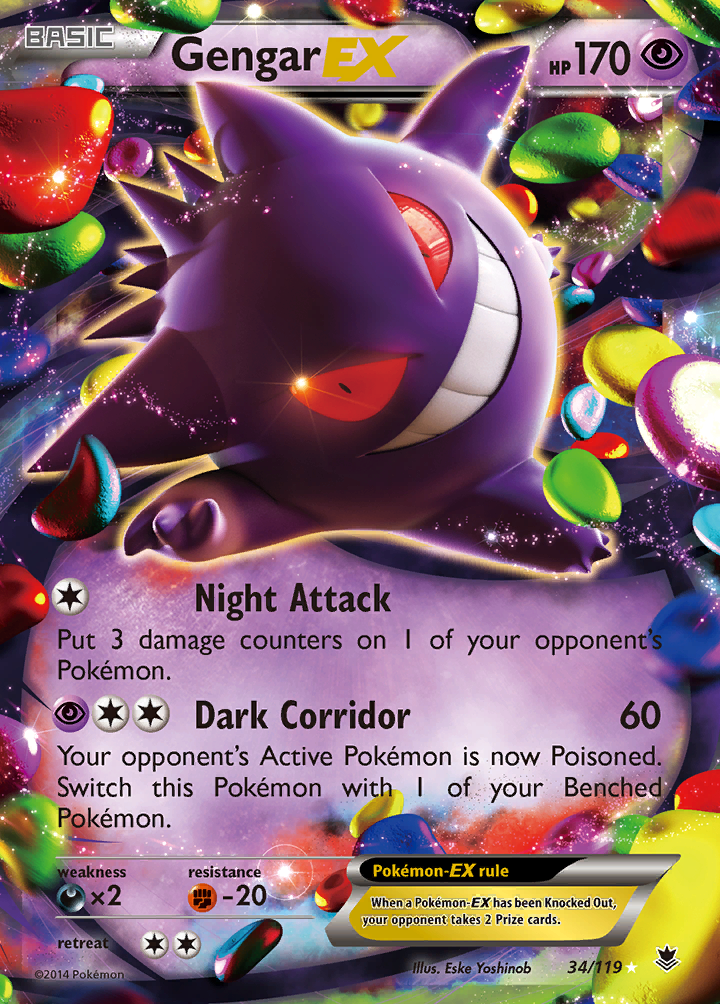 BASIC
Gengar EX
HP 170
Night Attack
Put 3 damage counters on 1 of your opponent's
Pokémon.
Dark Corridor 60
Your opponent's Active Pokémon is now Poisoned.
Switch this Pokémon with 1 of your Benched
Pokémon.
weakness resistance
×2 -20
retreat
Pokémon-EX rule
When a Pokémon-EX has been Knocked Out,
your opponent takes 2 Prize cards.
©2014 Pokémon Illus. Eske Yoshinob 34/119